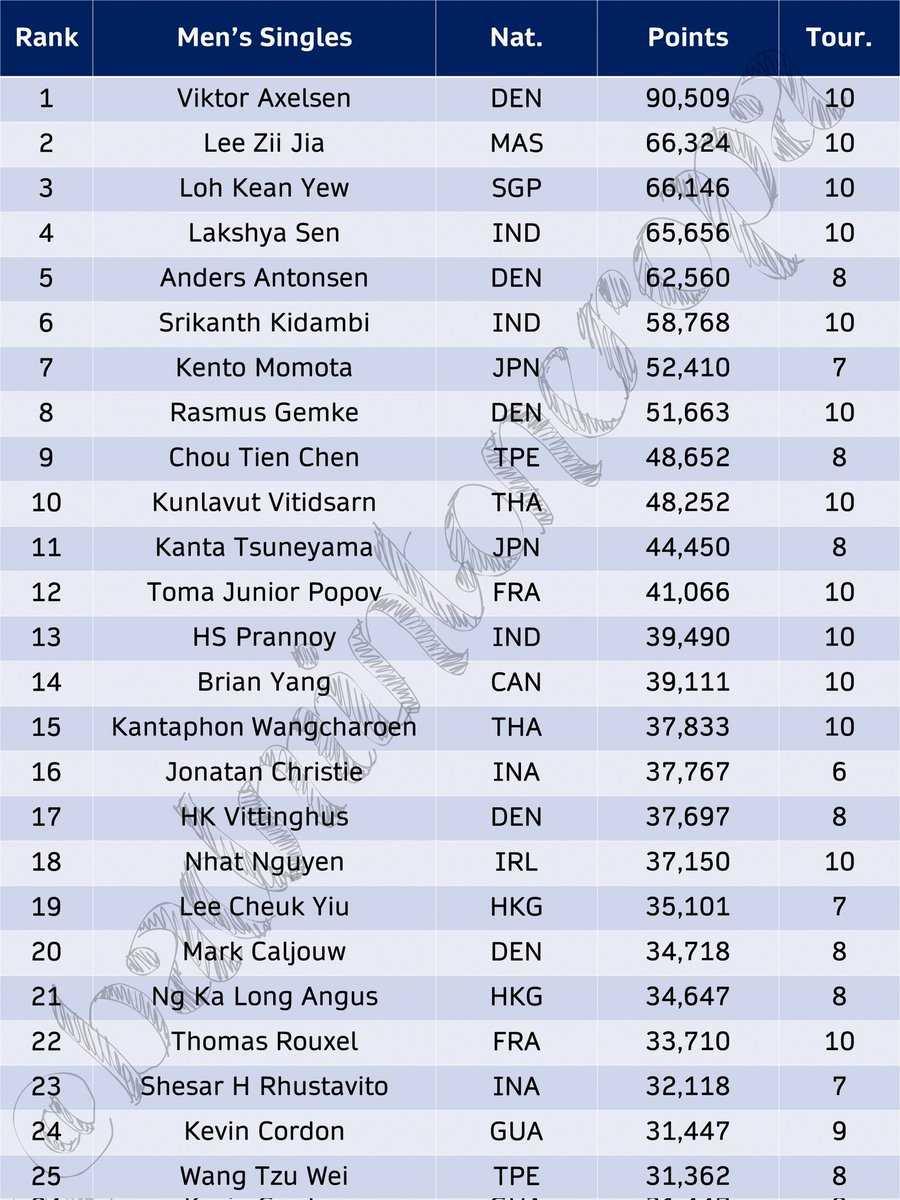 Rank Men’s Singles Nat. Points Tour.
1 Viktor Axelsen DEN 90,509 10
2 Lee Zii Jia MAS 66,324 10
3 Loh Kean Yew SGP 66,146 10
4 Lakshya Sen IND 65,656 10
5 Anders Antonsen DEN 62,560 8
6 Srikanth Kidambi IND 58,768 10
7 Kento Momota JPN 52,410 7
8 Rasmus Gemke DEN 51,663 10
9 Chou Tien Chen TPE 48,652 8
10 Kunlavut Vitidsarn THA 48,252 10
11 Kanta Tsuneyama JPN 44,450 8
12 Toma Junior Popov FRA 41,066 10
13 HS Prannoy IND 39,490 10
14 Brian Yang CAN 39,111 10
15 Kantaphon Wangcharoen THA 37,833 10
16 Jonatan Christie INA 37,767 6
17 HK Vittinghus DEN 37,697 8
18 Nhat Nguyen IRL 37,150 10
19 Lee Cheuk Yiu HKG 35,101 7
20 Mark Caljouw DEN 34,718 8
21 Ng Ka Long Angus HKG 34,647 8
22 Thomas Rouxel FRA 33,710 10
23 Shesar H Rhustavito INA 32,118 7
24 Kevin Cordon GUA 31,447 9
25 Wang Tzu Wei TPE 31,362 8
@badmintoncropa